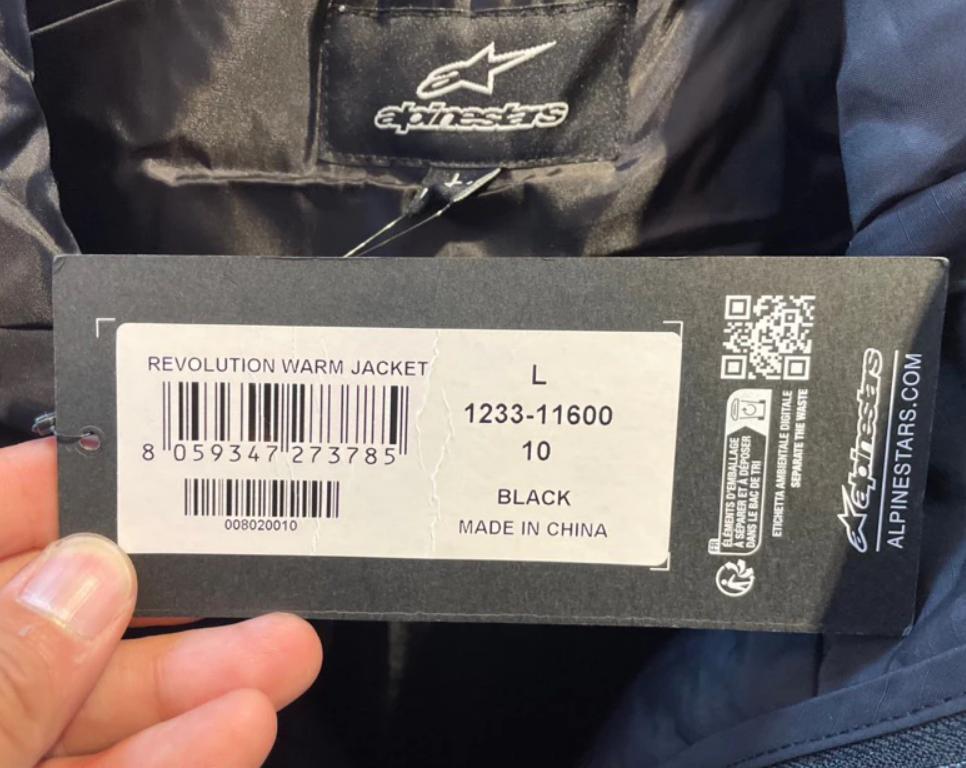 alpinestars
REVOLUTION WARM JACKET
8 059347 273785
008020010
L
1233-11600
10
BLACK
MADE IN CHINA
FR
ÉLÉMENTS D'EMBALLAGE
À SÉPARER ET À DÉPOSER
DANS LE BAC DE TRI
ETICHETTA AMBIENTALE DIGITALE
SEPARATE THE WASTE
alpinestars
ALPINESTARS.COM